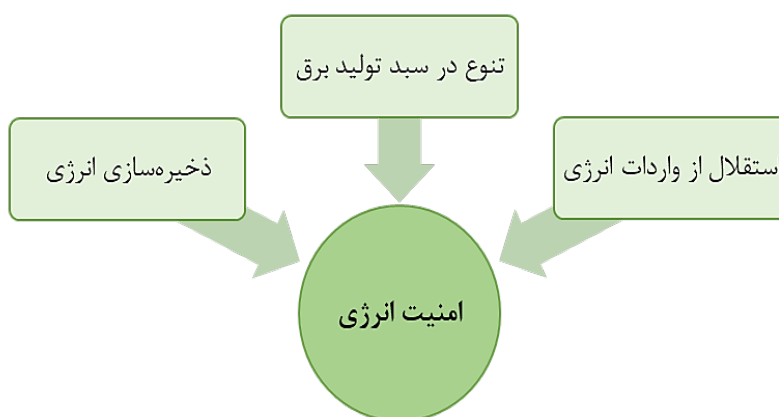 تنوع در سبد تولید برق
ستقلال از واردات انرژی
ذخیره‌سازی انرژی
امنیت انرژی